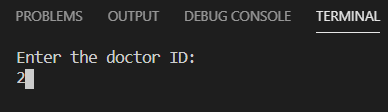 PROBLEMS OUTPUT DEBUG CONSOLE TERMINAL
Enter the doctor ID:
2